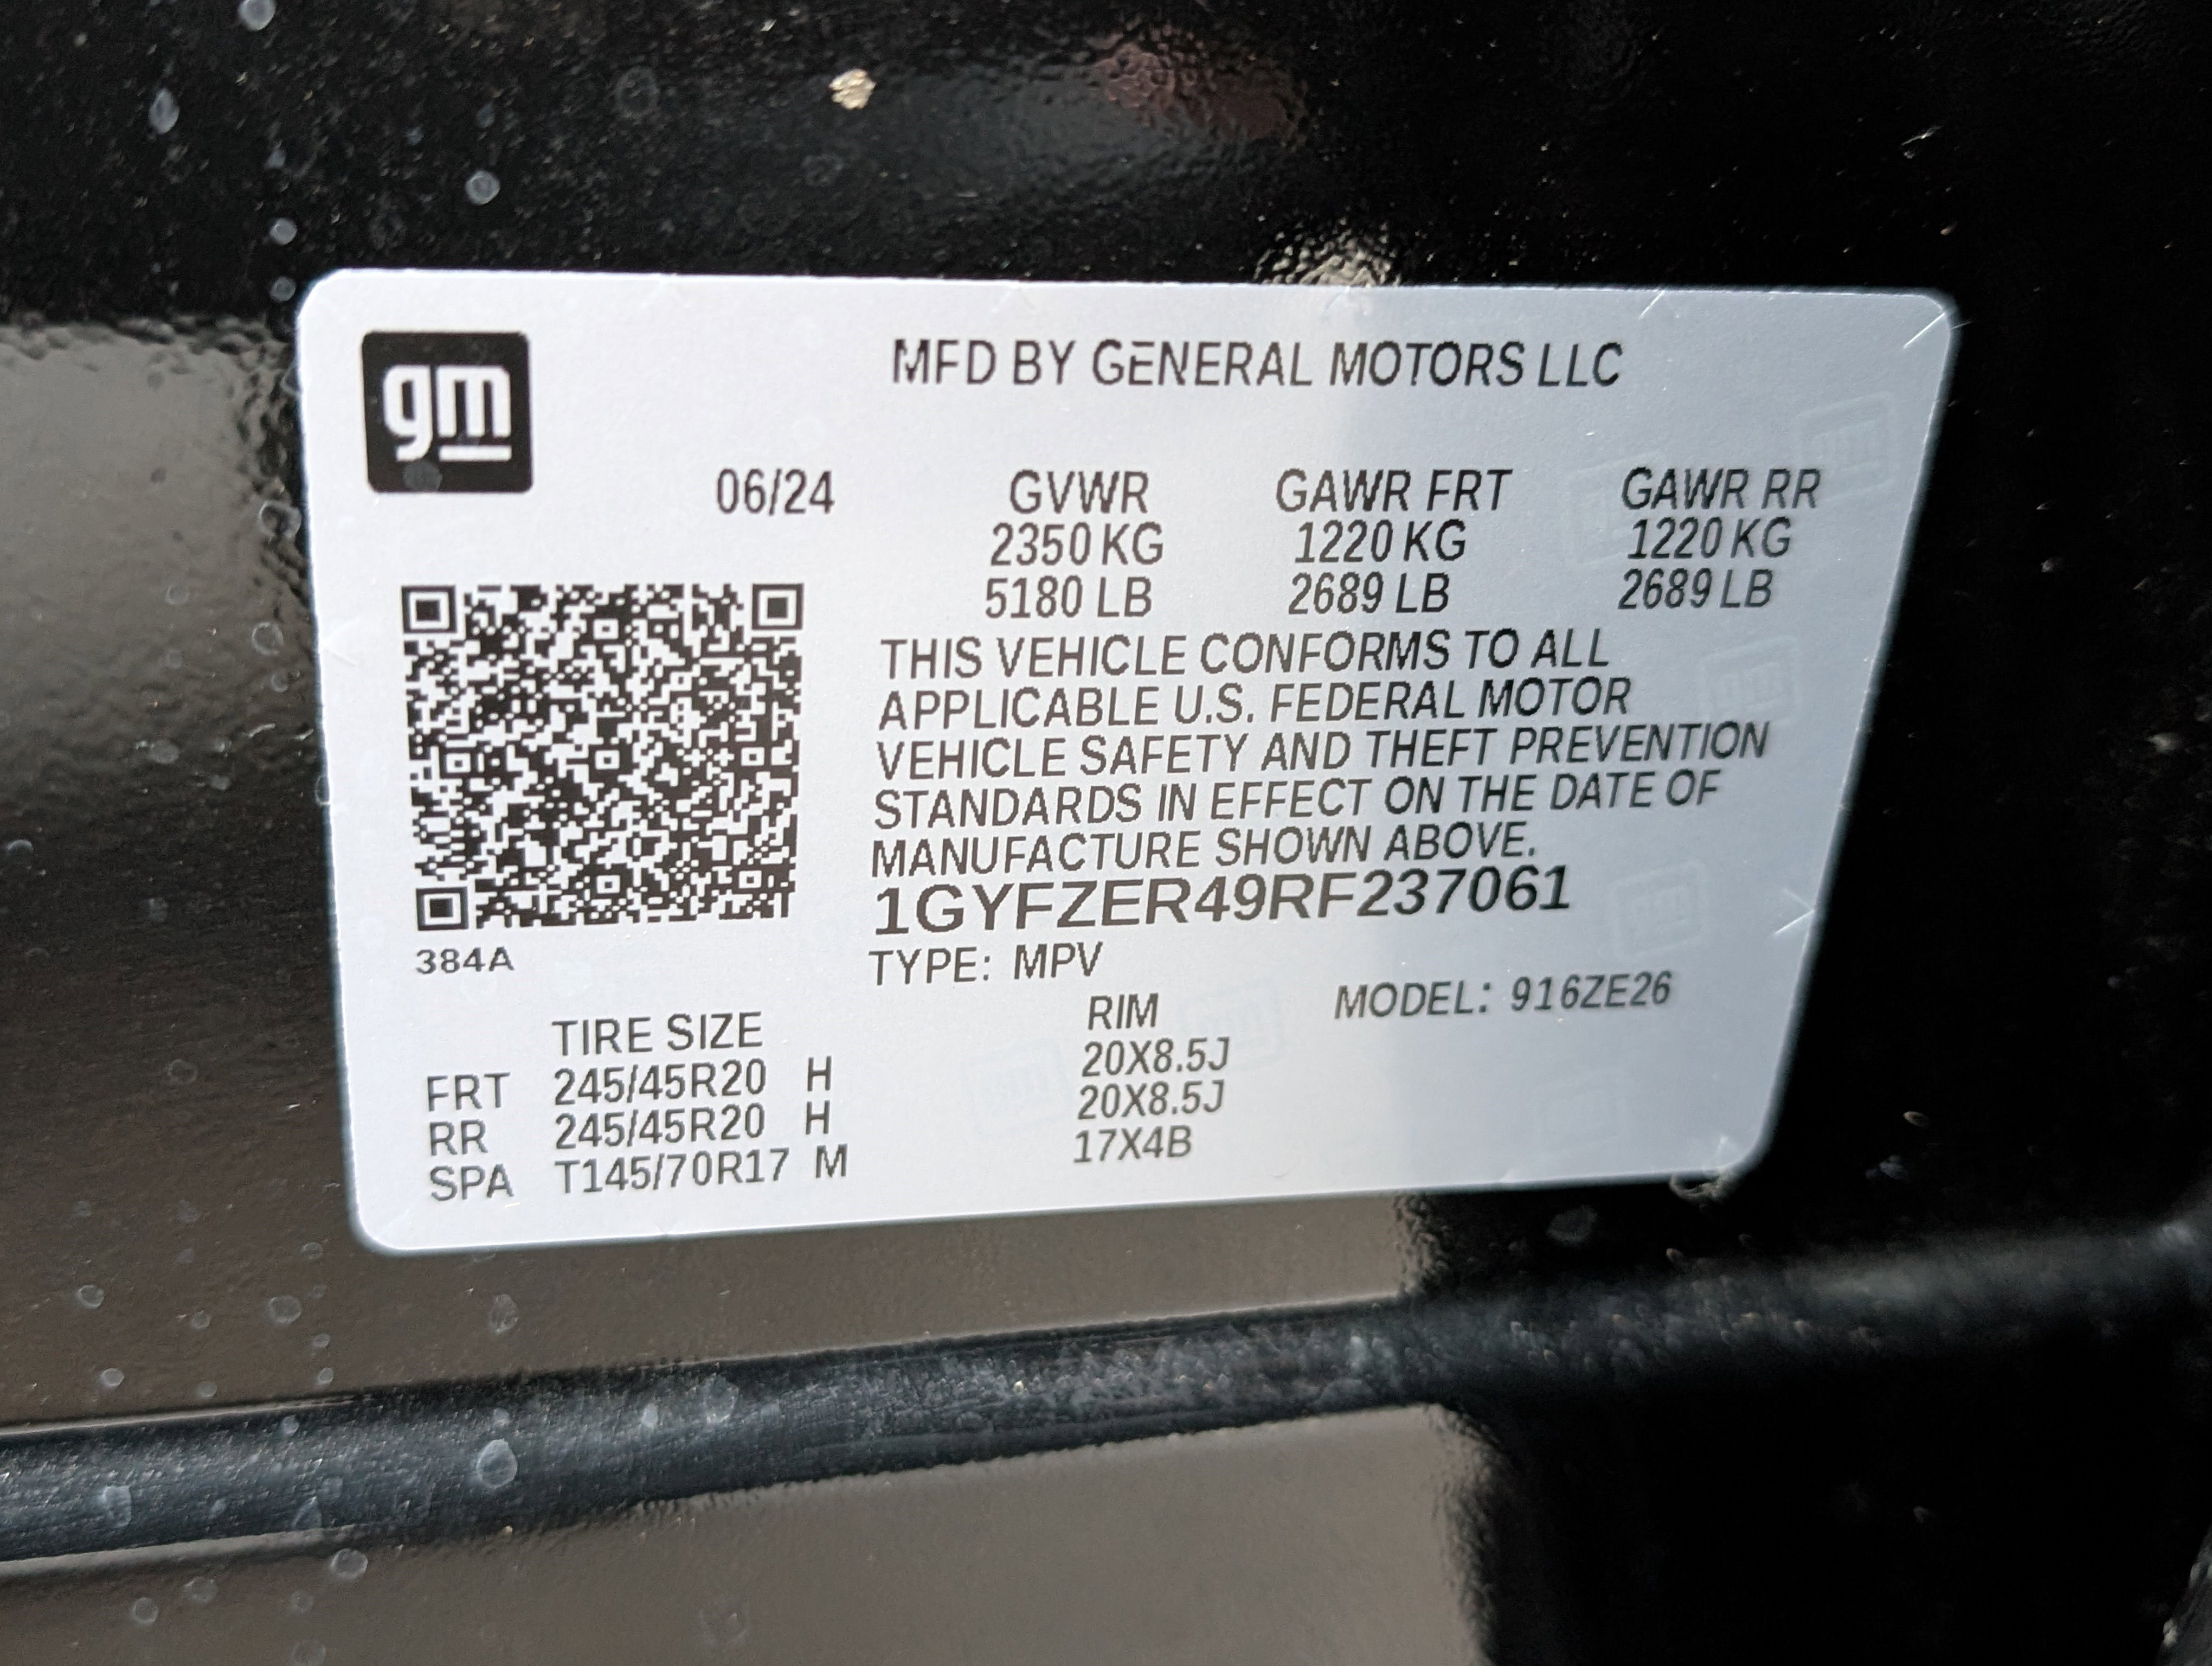 gm
MFD BY GENERAL MOTORS LLC
06/24 GVWR GAWR FRT GAWR RR
2350 KG 1220 KG 1220 KG
5180 LB 2689 LB 2689 LB
THIS VEHICLE CONFORMS TO ALL
APPLICABLE U.S. FEDERAL MOTOR
VEHICLE SAFETY AND THEFT PREVENTION
STANDARDS IN EFFECT ON THE DATE OF
MANUFACTURE SHOWN ABOVE.
1GYFZER49RF237061
384A
TYPE: MPV
MODEL: 916ZE26
TIRE SIZE RIM
FRT 245/45R20 H 20X8.5J
RR 245/45R20 H 20X8.5J
SPA T145/70R17 M 17X4B